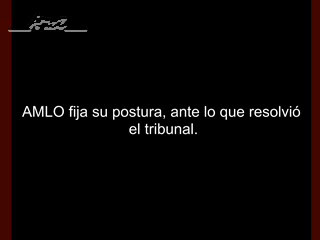 AMLO fija su postura, ante lo que resolvió
el tribunal.